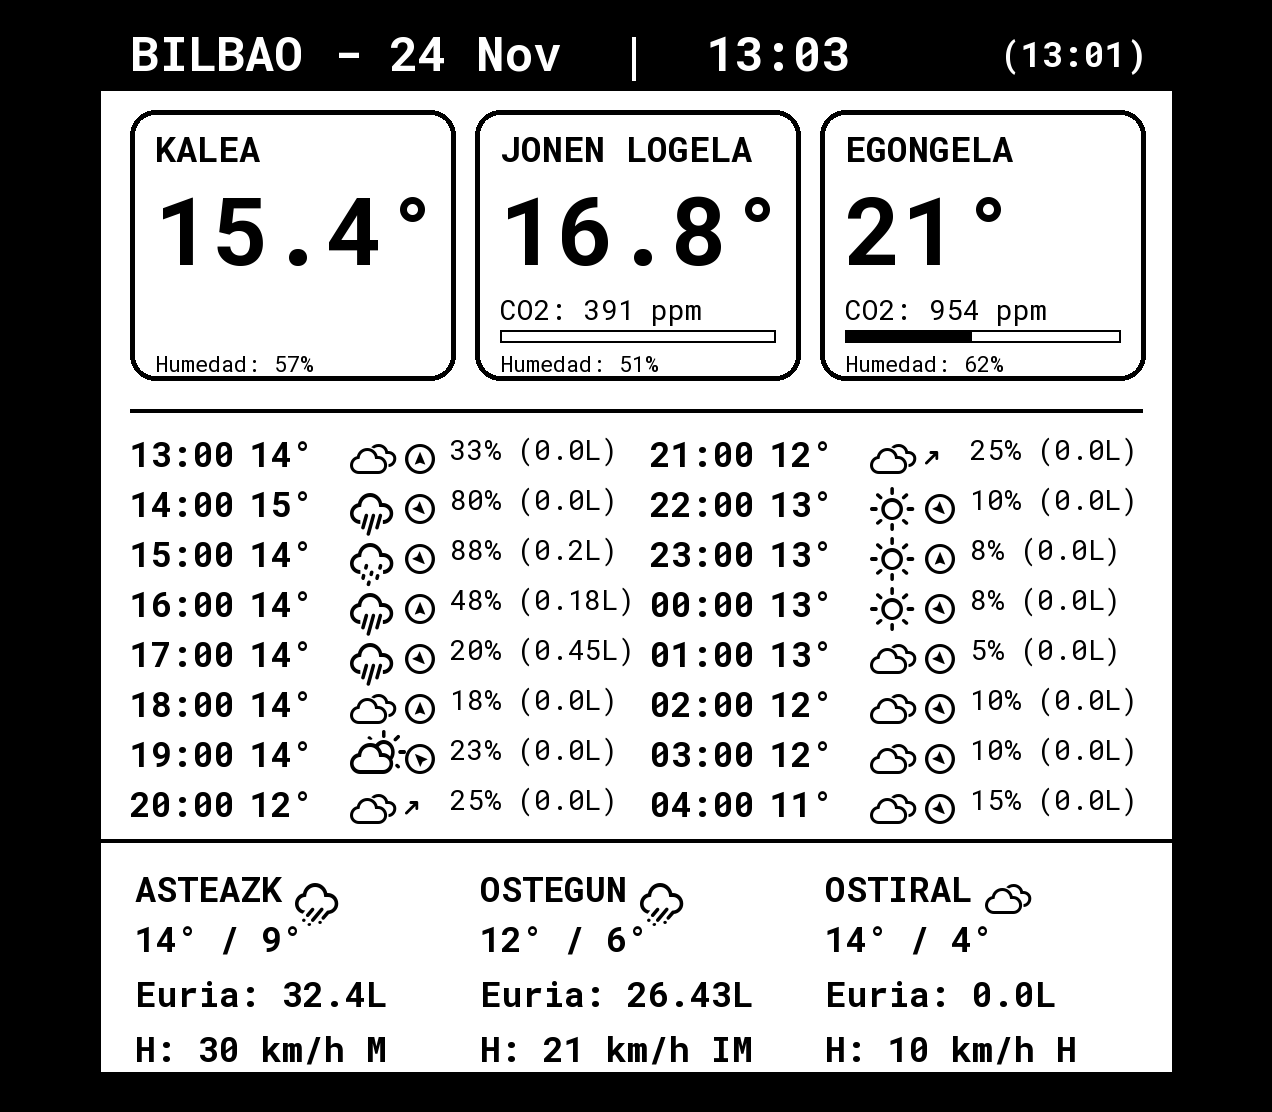 BILBAO - 24 Nov | 13:03 (13:01)
KALEA
15.4°
Humedad: 57%
JONEN LOGELA
16.8°
CO2: 391 ppm
Humedad: 51%
EGONGELA
21°
CO2: 954 ppm
Humedad: 62%
13:00 14° 33% (0.0L)
14:00 15° 80% (0.0L)
15:00 14° 88% (0.2L)
16:00 14° 48% (0.18L)
17:00 14° 20% (0.45L)
18:00 14° 18% (0.0L)
19:00 14° 23% (0.0L)
20:00 12° 25% (0.0L)
21:00 12° 25% (0.0L)
22:00 13° 10% (0.0L)
23:00 13° 8% (0.0L)
00:00 13° 8% (0.0L)
01:00 13° 5% (0.0L)
02:00 12° 10% (0.0L)
03:00 12° 10% (0.0L)
04:00 11° 15% (0.0L)
ASTEAZK
14° / 9°
Euria: 32.4L
H: 30 km/h M
OSTEGUN
12° / 6°
Euria: 26.43L
H: 21 km/h IM
OSTIRAL
14° / 4°
Euria: 0.0L
H: 10 km/h H